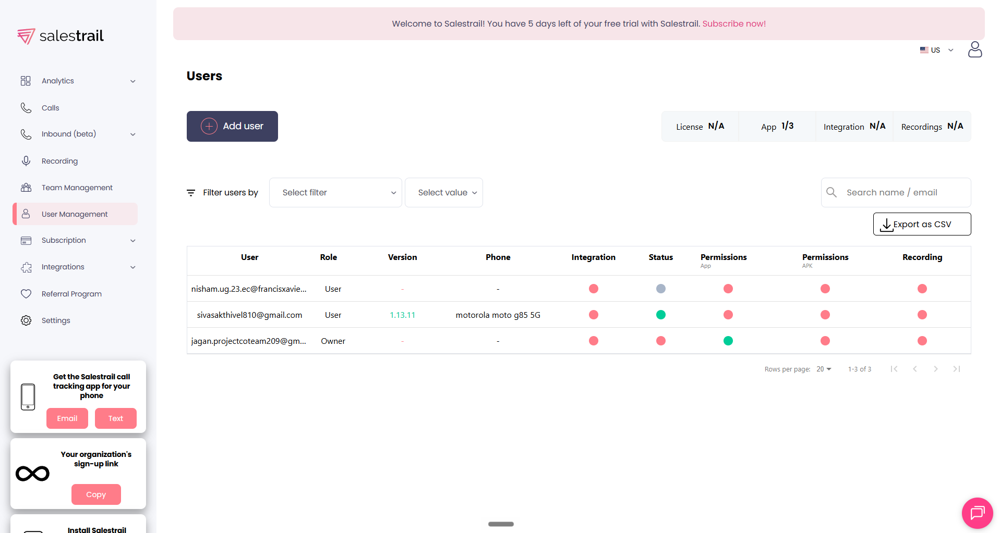 Welcome to Salestrail! You have 5 days left of your free trial with Salestrail. Subscribe now!
salestrail
US
Analytics
Calls
Inbound (beta)
Recording
Team Management
User Management
Subscription
Integrations
Referral Program
Settings
Get the Salestrail call
tracking app for your
phone
Email Text
Your organization's
sign-up link
Copy
Install Salestrail
Users
Add user
License N/A App 1/3 Integration N/A Recordings N/A
Filter users by Select filter Select value Search name / email
Export as CSV
User Role Version Phone Integration Status Permissions Permissions Recording
App APK
nisham.ug.23.ec@francisxavie... User - -
sivasakthivel810@gmail.com User 1.13.11 motorola moto g85 5G
jagan.projectcoteam209@gm... Owner - -
Rows per page: 20 1-3 of 3